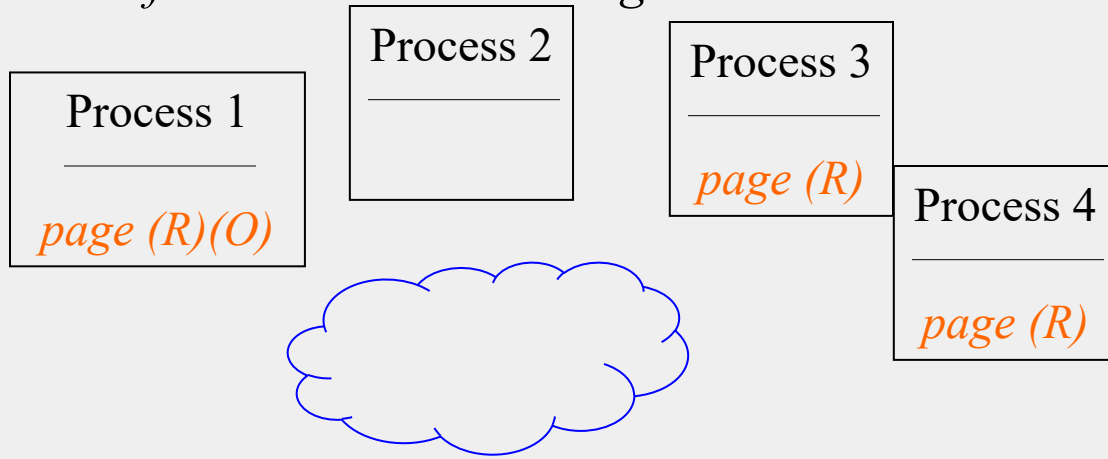 Process 1
page (R)(O)
Process 2
Process 3
page (R)
Process 4
page (R)